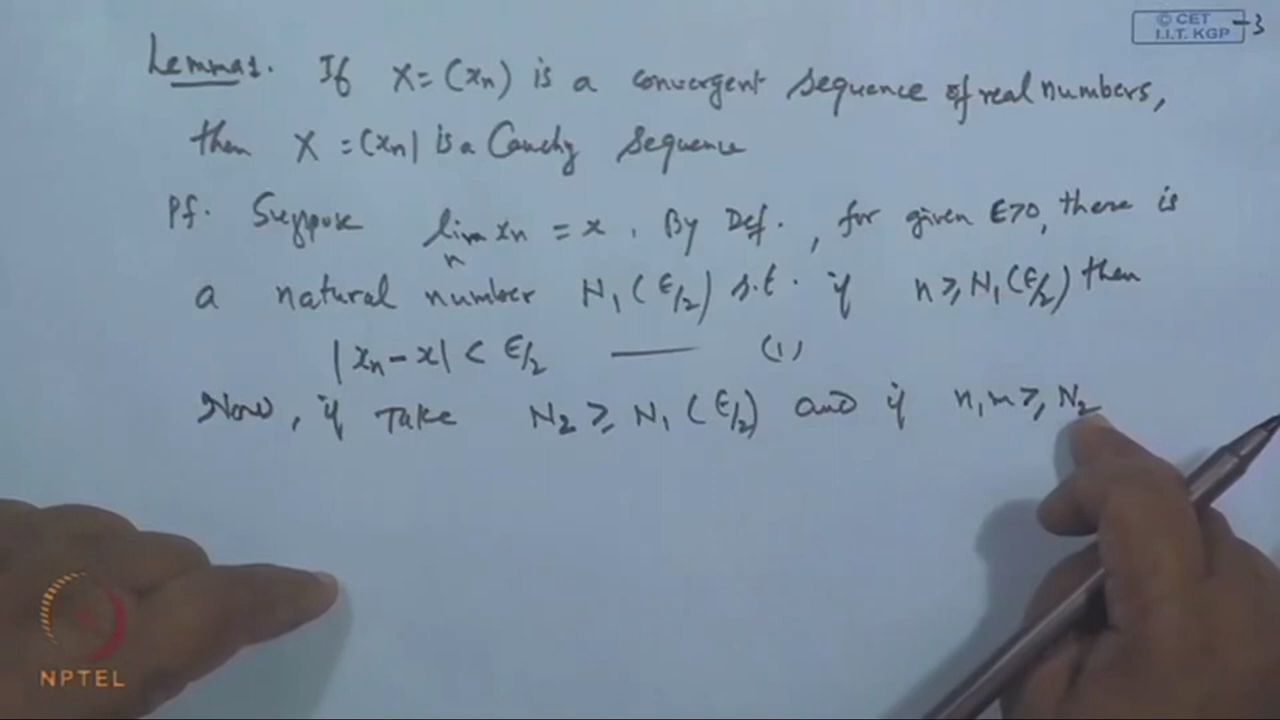 © CET
I.I.T. KGP
-3
Lemma1. If X=(xn) is a convergent sequence of real numbers,
then X=(xn) is a Cauchy sequence
Pf. Suppose lim xn = x. By Def., for given ε>0, there is
n
a natural number N1(ε/2) s.t. if n≥N1(ε/2) then
|xn-x| < ε/2 —— (1)
Now, if Take N2 ≥ N1(ε/2) and if n,m≥N2
NPTEL